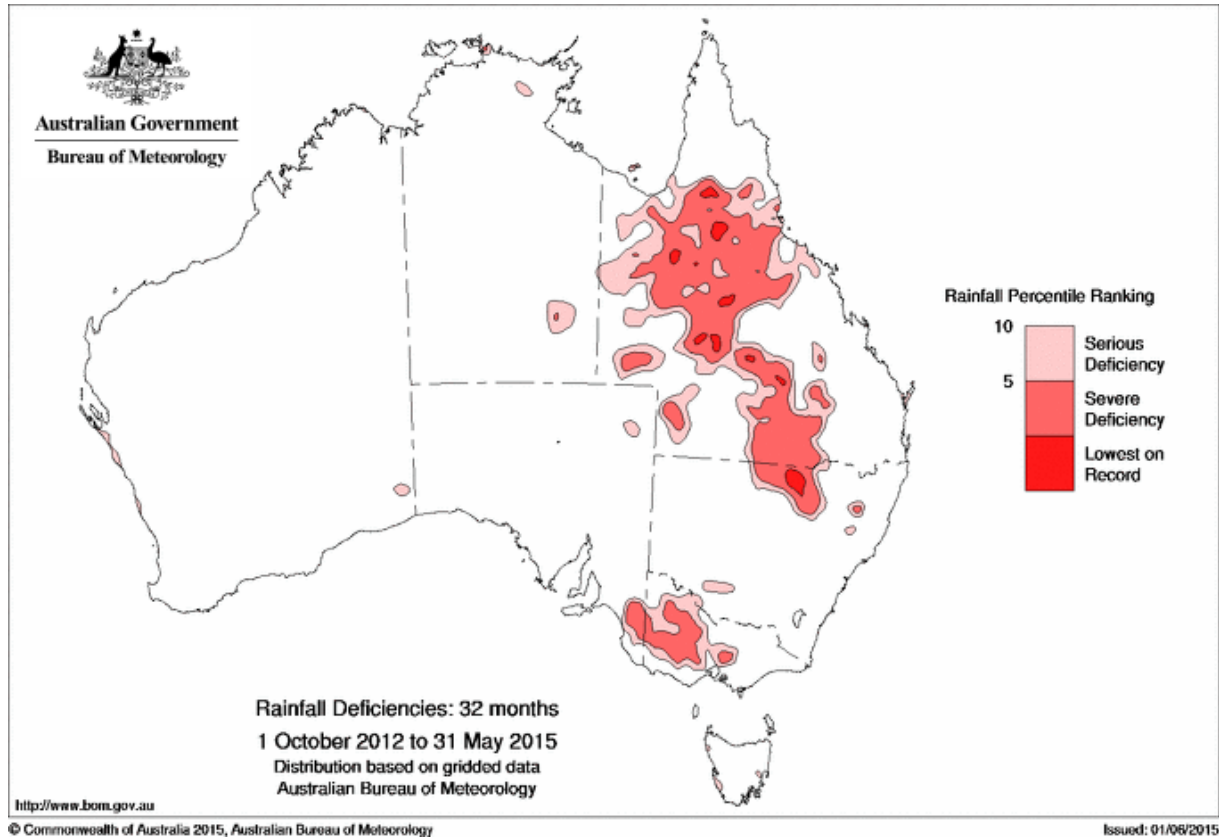 Australian Government
Bureau of Meteorology
Rainfall Percentile Ranking
10
Serious
Deficiency
5
Severe
Deficiency
Lowest on
Record
Rainfall Deficiencies: 32 months
1 October 2012 to 31 May 2015
Distribution based on gridded data
Australian Bureau of Meteorology
http://www.bom.gov.au
© Commonwealth of Australia 2015, Australian Bureau of Meteorology
Issued: 01/06/2015